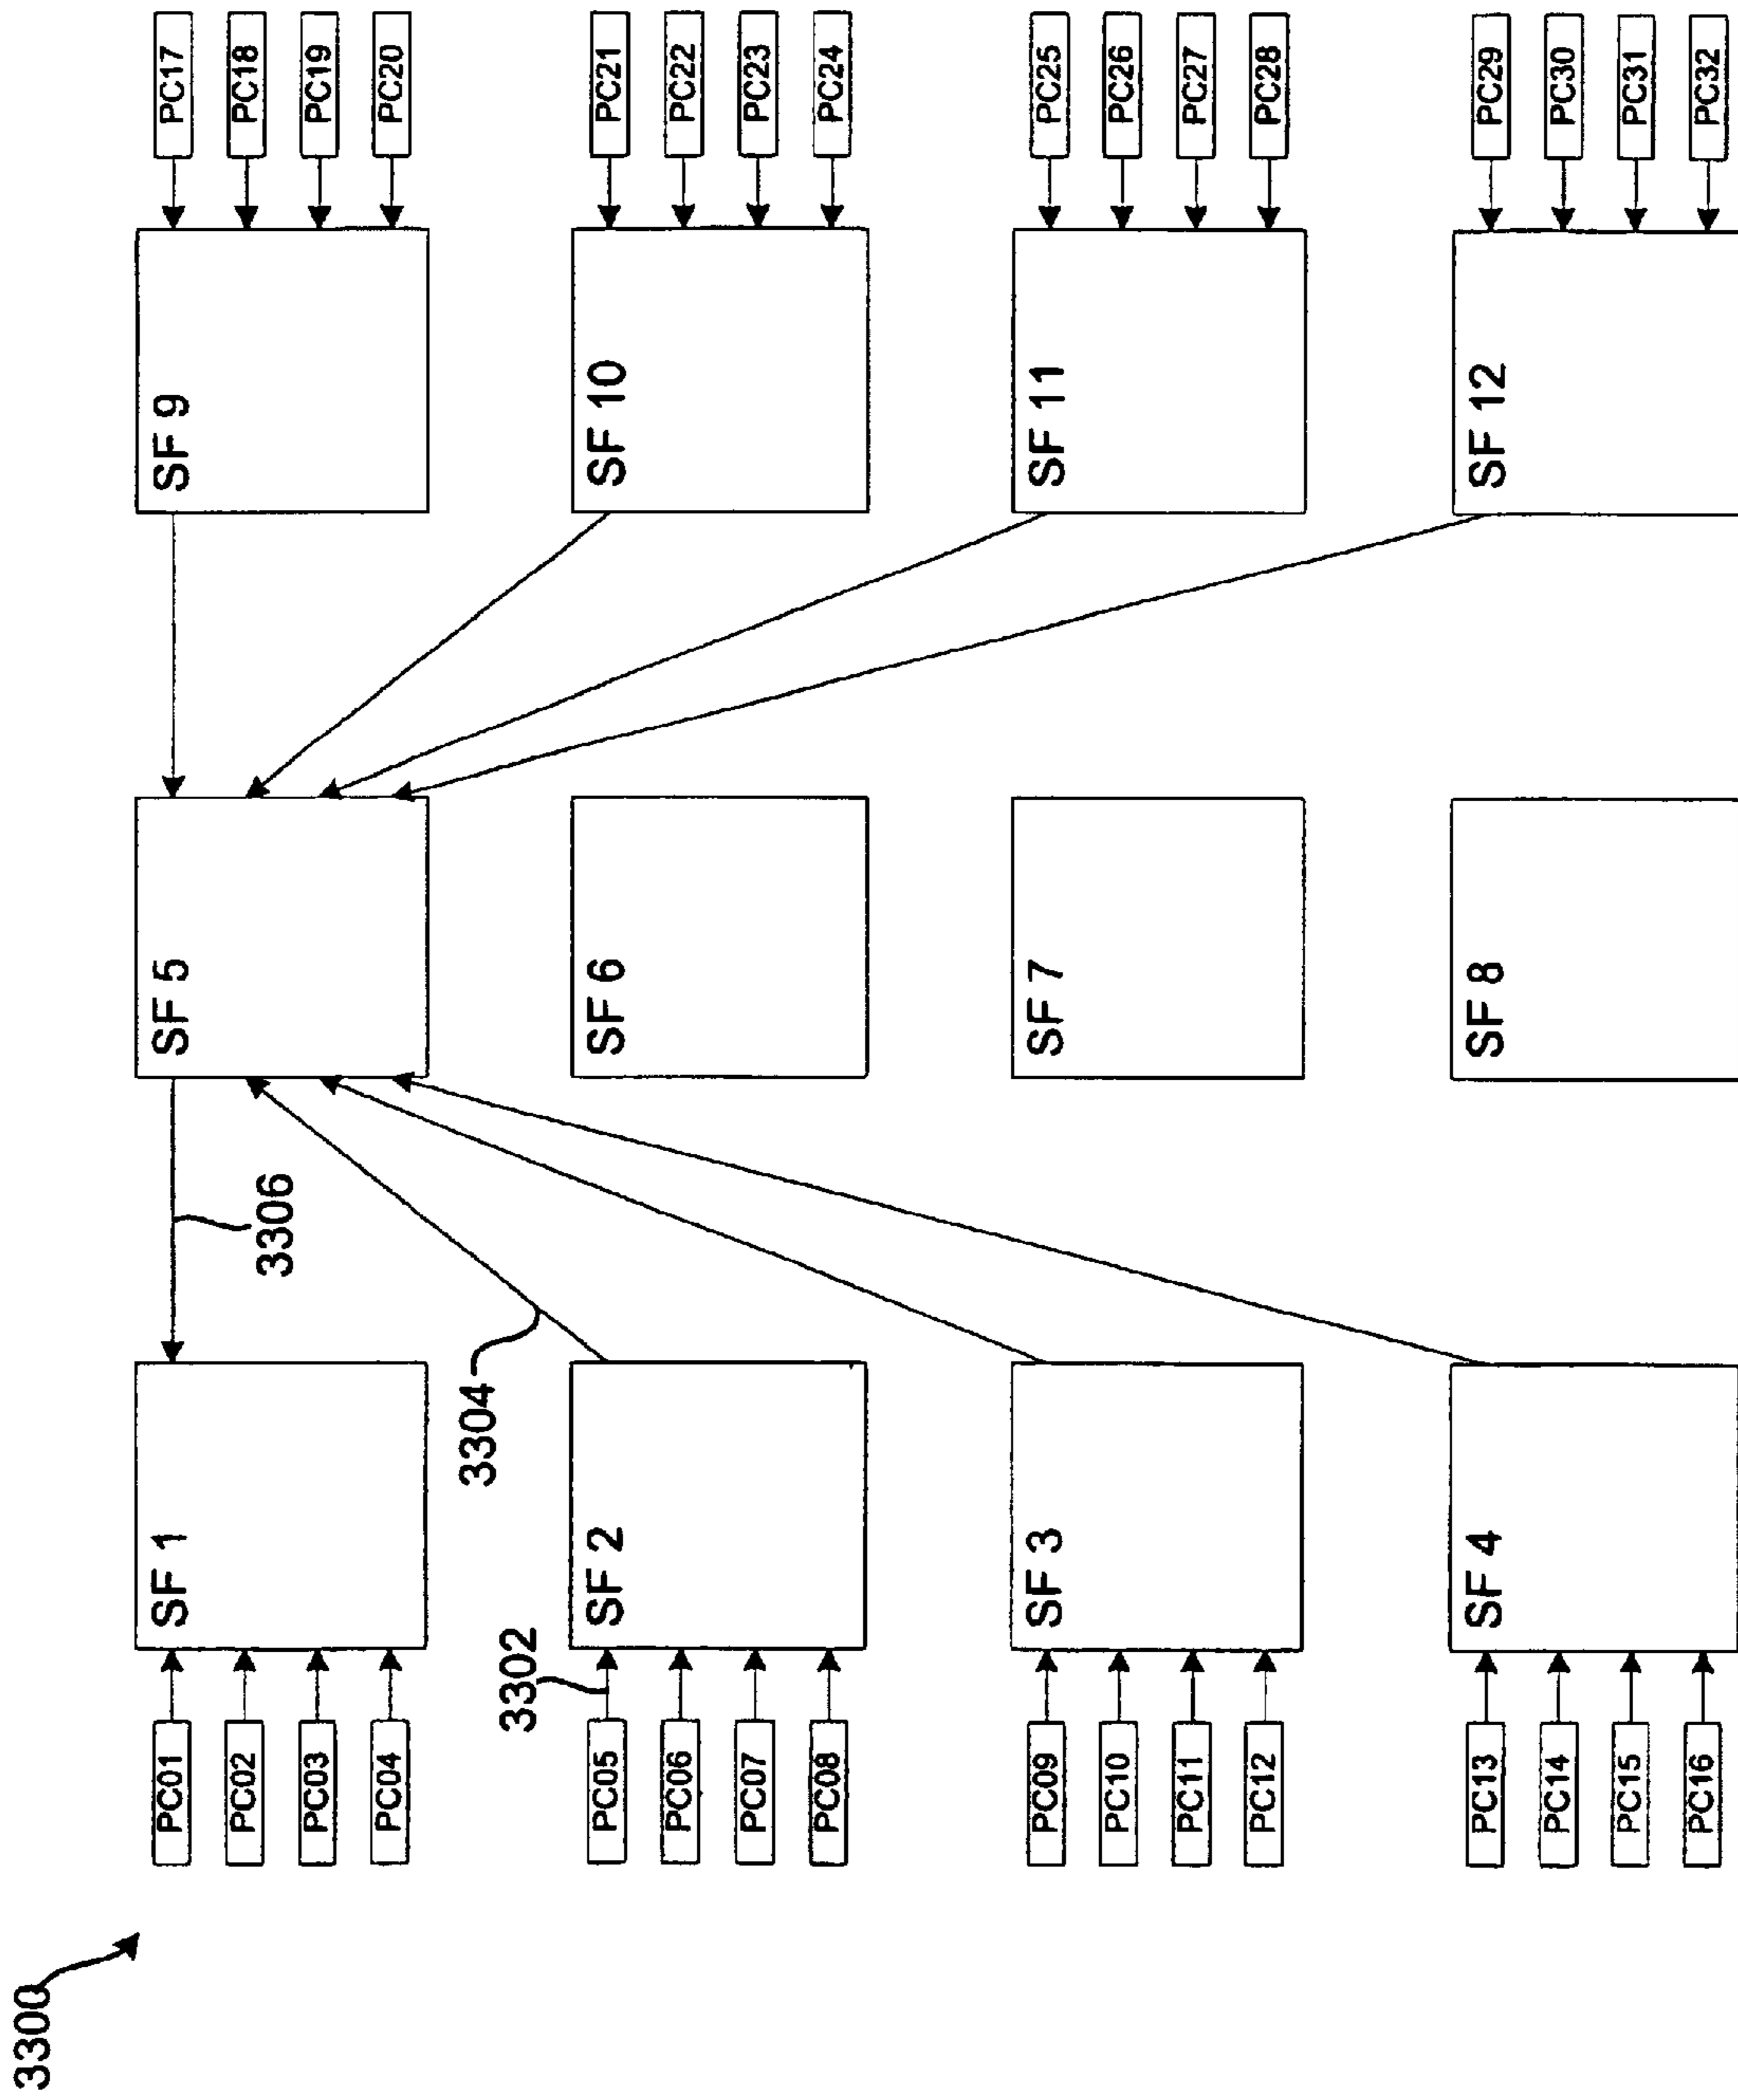 3300
PC01
PC02
PC03
PC04
SF 1
3306
SF 5
SF 9
PC17
PC18
PC19
PC20
3304
3302
PC05
PC06
PC07
PC08
SF 2
SF 6
SF 10
PC21
PC22
PC23
PC24
PC09
PC10
PC11
PC12
SF 3
SF 7
SF 11
PC25
PC26
PC27
PC28
PC13
PC14
PC15
PC16
SF 4
SF 8
SF 12
PC29
PC30
PC31
PC32